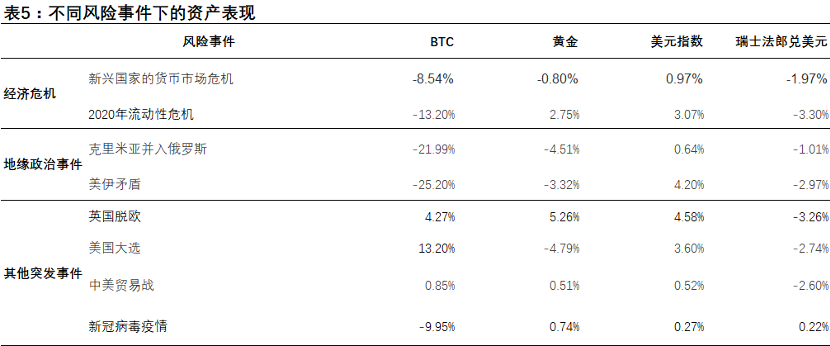 表5：不同风险事件下的资产表现
风险事件 BTC 黄金 美元指数 瑞士法郎兑美元
经济危机
新兴国家的货币市场危机 -8.54% -0.80% 0.97% -1.97%
2020年流动性危机 -13.20% 2.75% 3.07% -3.30%
地缘政治事件
克里米亚并入俄罗斯 -21.99% -4.51% 0.64% -1.01%
美伊矛盾 -25.20% -3.32% 4.20% -2.97%
其他突发事件
英国脱欧 4.27% 5.26% 4.58% -3.26%
美国大选 13.20% -4.79% 3.60% -2.74%
中美贸易战 0.85% 0.51% 0.52% -2.60%
新冠病毒疫情 -9.95% 0.74% 0.27% 0.22%